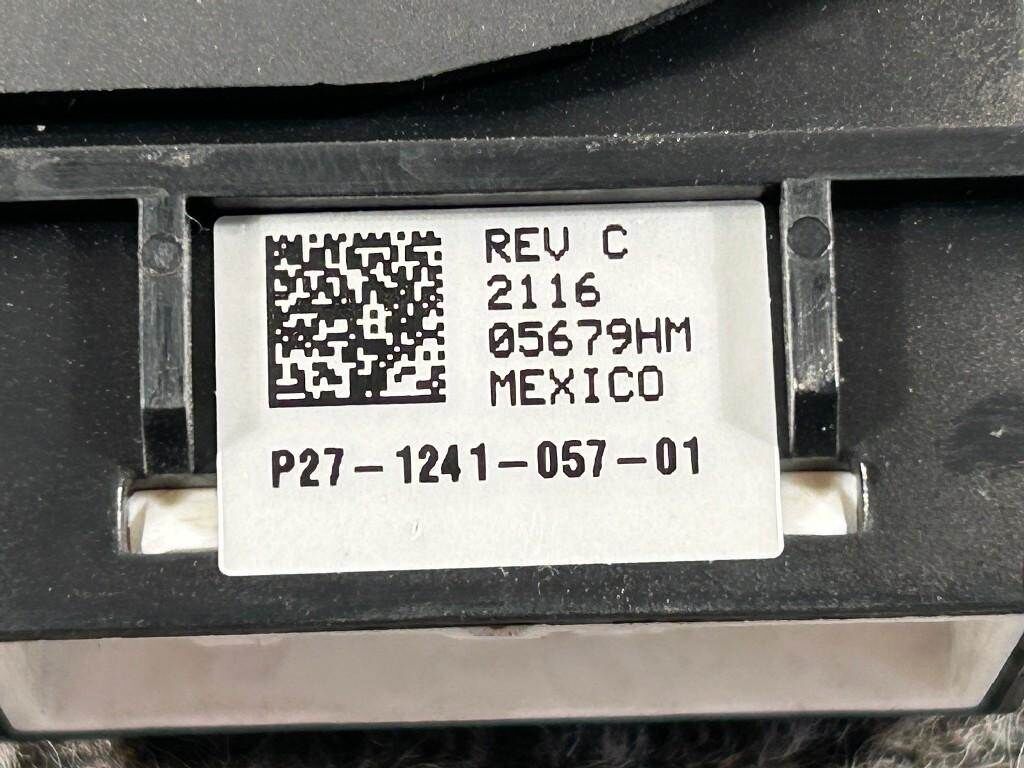 REV C
2116
05679HM
MEXICO
P27-1241-057-01